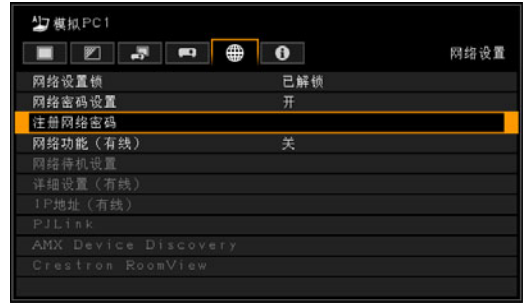 模拟PC1
网络设置
网络设置锁 已解锁
网络密码设置 开
注册网络密码
网络功能（有线） 关
网络待机设置
详细设置（有线）
IP地址（有线）
PJLink
AMX Device Discovery
Crestron RoomView